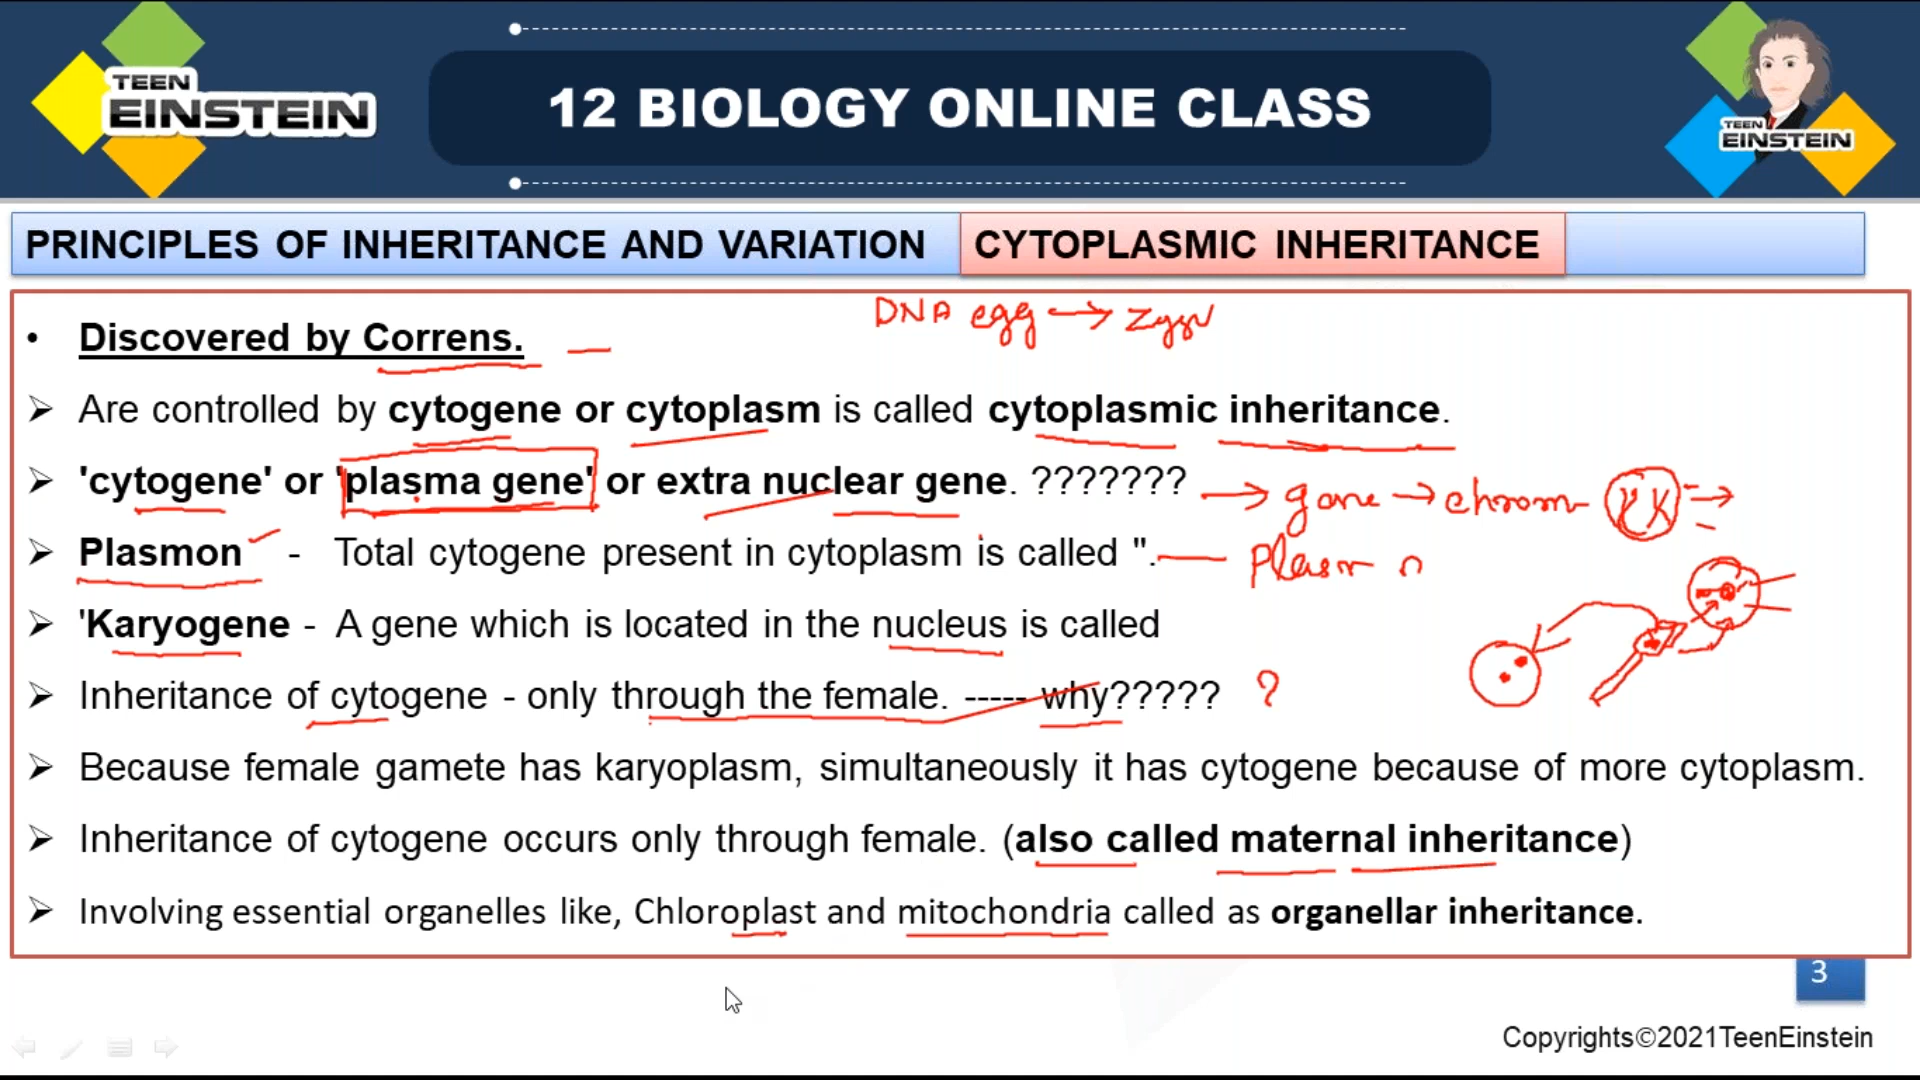 TEEN
EINSTEIN
12 BIOLOGY ONLINE CLASS
TEEN
EINSTEIN
PRINCIPLES OF INHERITANCE AND VARIATION CYTOPLASMIC INHERITANCE
DNA egg →
• Discovered by Correns.
➢ Are controlled by cytogene or cytoplasm is called cytoplasmic inheritance.
➢ 'cytogene' or 'plasma gene' or extra nuclear gene. ???????
→ gene → chrom
➢ Plasmon - Total cytogene present in cytoplasm is called ".
➢ 'Karyogene - A gene which is located in the nucleus is called
➢ Inheritance of cytogene - only through the female. ----- why????? ?
➢ Because female gamete has karyoplasm, simultaneously it has cytogene because of more cytoplasm.
➢ Inheritance of cytogene occurs only through female. (also called maternal inheritance)
➢ Involving essential organelles like, Chloroplast and mitochondria called as organellar inheritance.
3
Copyrights©2021TeenEinstein